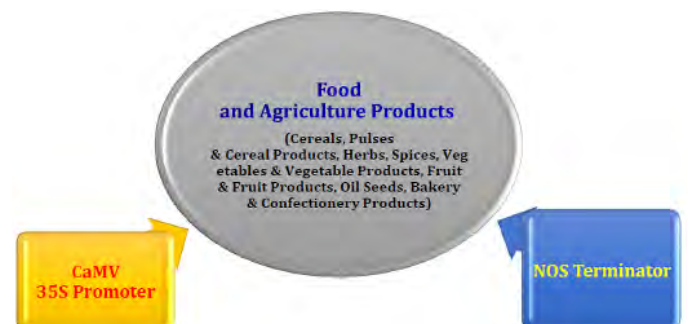 Food
and Agriculture Products
(Cereals, Pulses
& Cereal Products, Herbs, Spices, Veg
etables & Vegetable Products, Fruit
& Fruit Products, Oil Seeds, Bakery
& Confectionery Products)
CaMV
35S Promoter
NOS Terminator